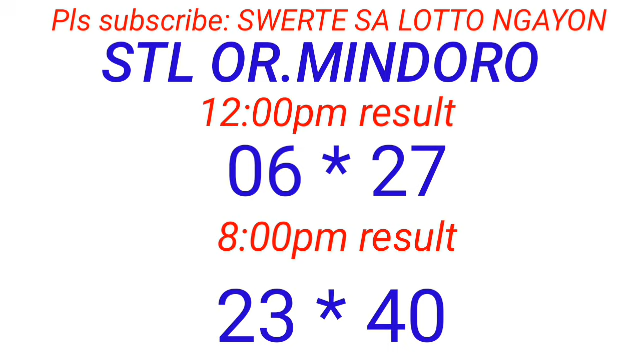 Pls subscribe: SWERTE SA LOTTO NGAYON
STL OR.MINDORO
12:00pm result
06 * 27
8:00pm result
23 * 40